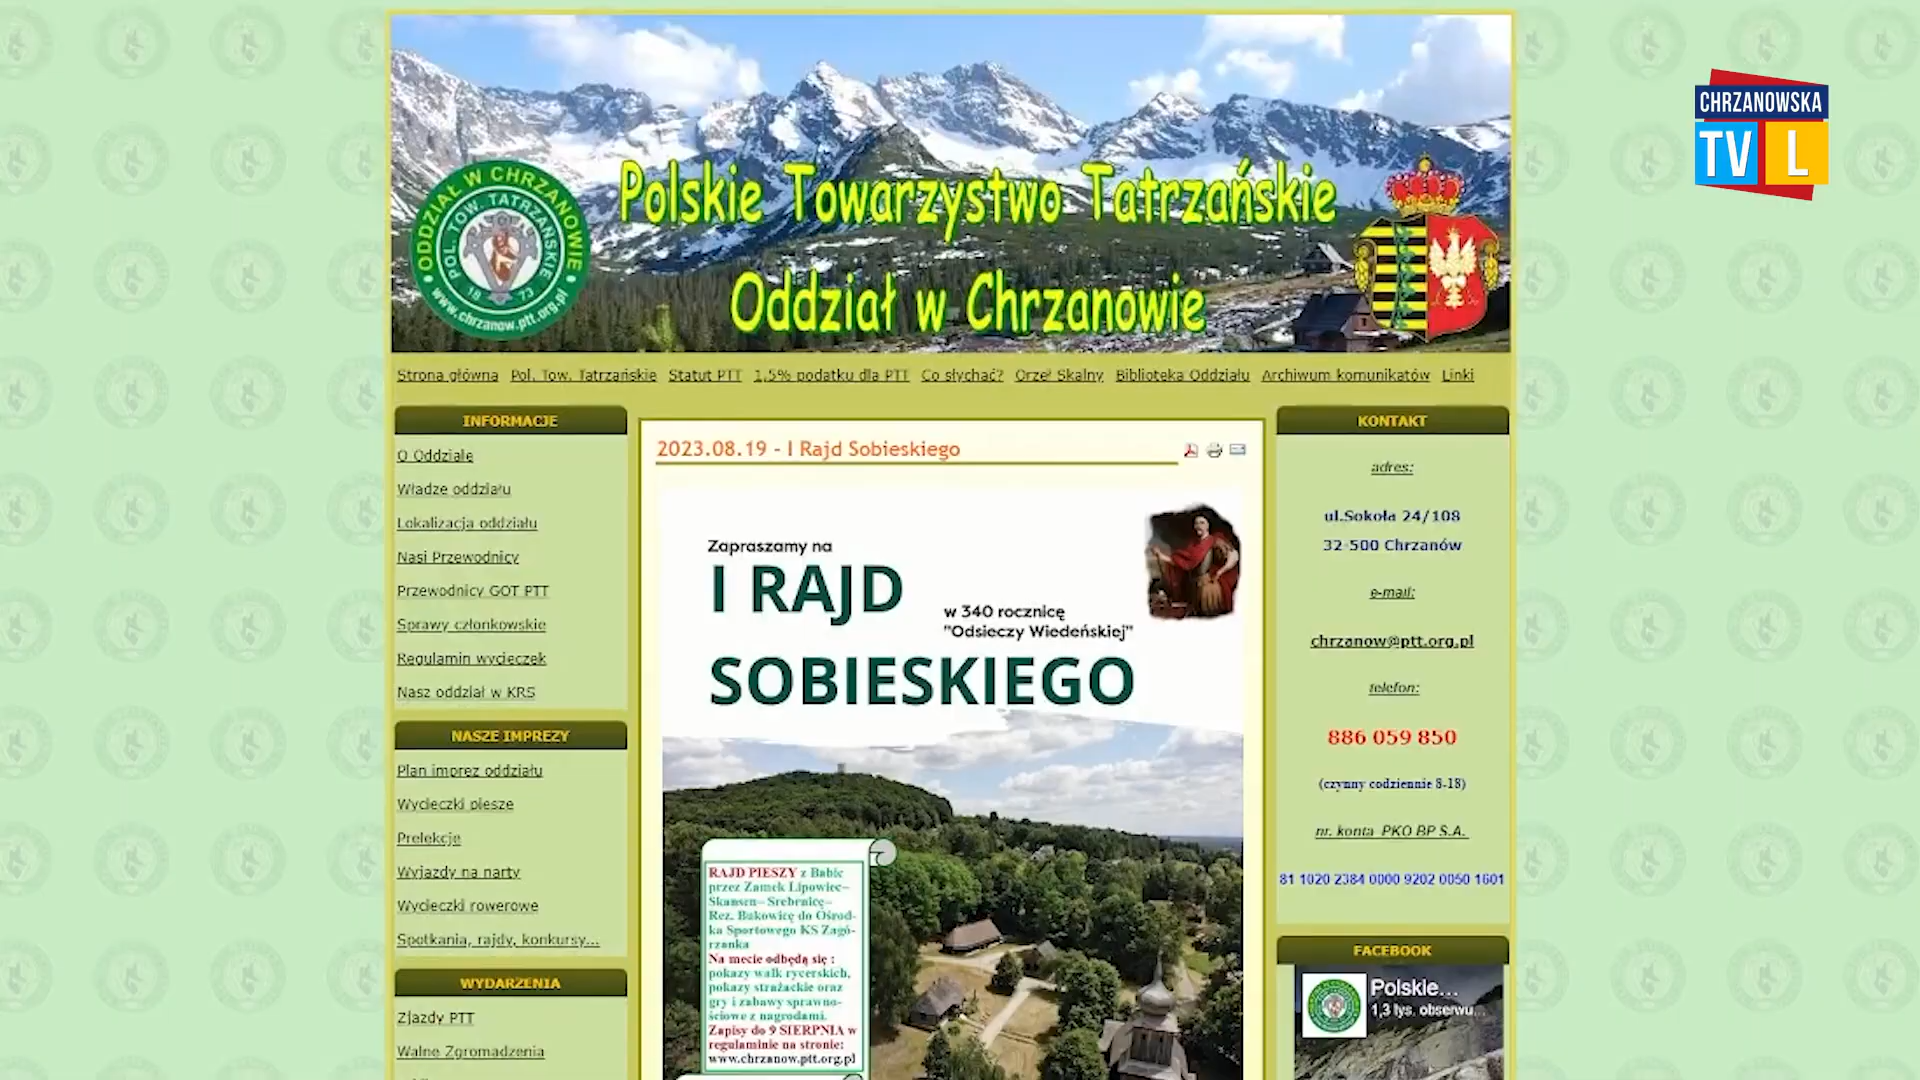 CHRZANOWSKA
TV L
ODDZIAŁ W CHRZANOWIE
POL. TOW. TATRZAŃSKIE
18 73
www.chrzanow.ptt.org.pl
Polskie Towarzystwo Tatrzańskie
Oddział w Chrzanowie
Strona główna Pol. Tow. Tatrzańskie Statut PTT 1,5% podatku dla PTT Co słychać? Orzeł Skalny Biblioteka Oddziału Archiwum komunikatów Linki
INFORMACJE
O Oddziale
Władze oddziału
Lokalizacja oddziału
Nasi Przewodnicy
Przewodnicy GOT PTT
Sprawy członkowskie
Regulamin wycieczek
Nasz oddział w KRS
NASZE IMPREZY
Plan imprez oddziału
Wycieczki piesze
Prelekcje
Wyjazdy na narty
Wycieczki rowerowe
Spotkania, rajdy, konkursy...
WYDARZENIA
Zjazdy PTT
Walne Zgromadzenia
2023.08.19 - I Rajd Sobieskiego
Zapraszamy na
I RAJD
w 340 rocznicę
"Odsieczy Wiedeńskiej"
SOBIESKIEGO
RAJD PIESZY z Babic
przez Zamek Lipowiec–
Skansen– Srebrnicę–
Rez. Bukowicę do Ośrod-
ka Sportowego KS Zagó-
rzanka
Na mecie odbędą się :
pokazy walk rycerskich,
pokazy strażackie oraz
gry i zabawy sprawno-
ściowe z nagrodami.
Zapisy do 9 SIERPNIA w
regulaminie na stronie:
www.chrzanow.ptt.org.pl
KONTAKT
adres:
ul.Sokoła 24/108
32-500 Chrzanów
e-mail:
chrzanow@ptt.org.pl
telefon:
886 059 850
(czynny codziennie 8-18)
nr. konta PKO BP S.A.
81 1020 2384 0000 9202 0050 1601
FACEBOOK
Polskie...
1,3 tys. obserwu...